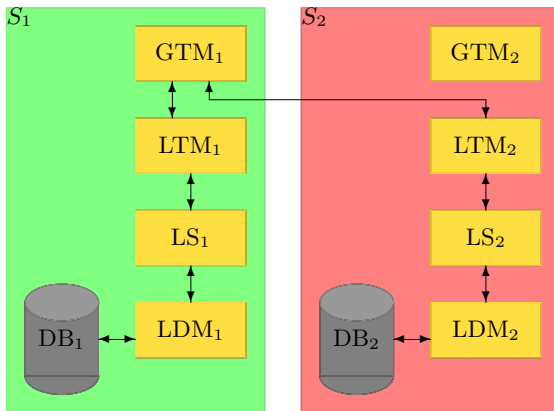 S₁
GTM₁
LTM₁
LS₁
DB₁ LDM₁
S₂
GTM₂
LTM₂
LS₂
DB₂ LDM₂